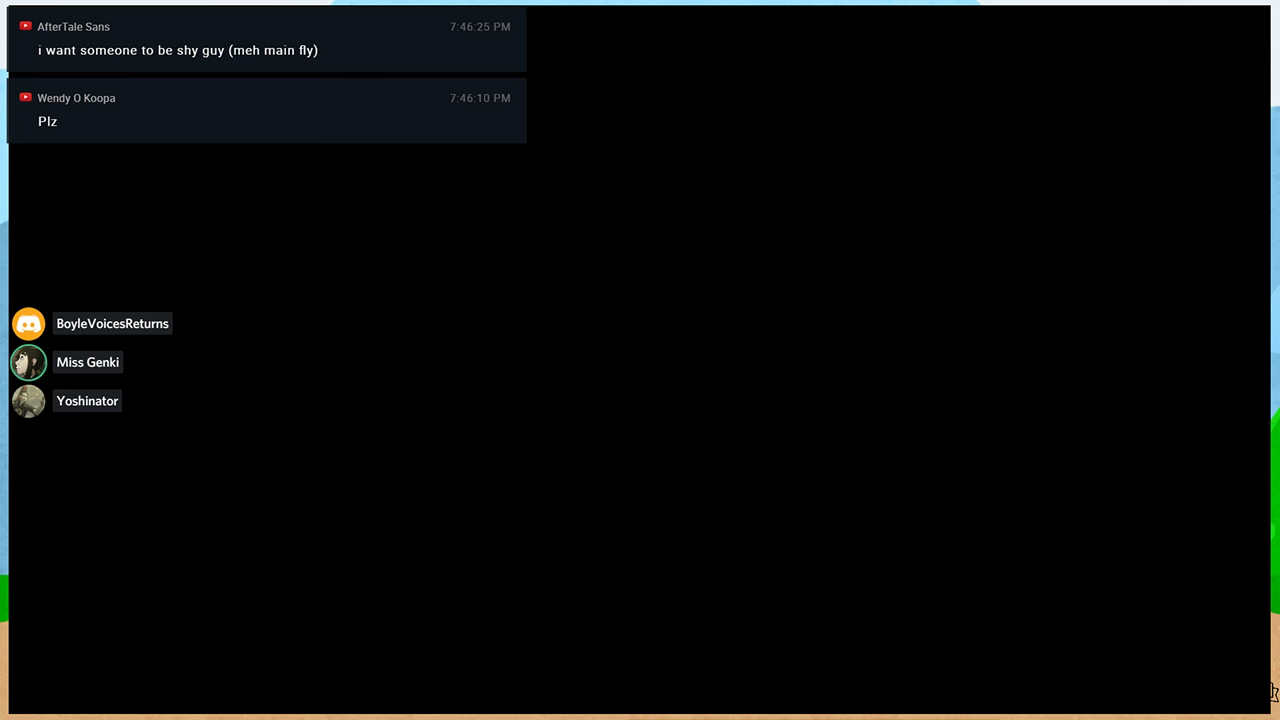 AfterTale Sans 7:46:25 PM
i want someone to be shy guy (meh main fly)
Wendy O Koopa 7:46:10 PM
Plz
BoyleVoicesReturns
Miss Genki
Yoshinator